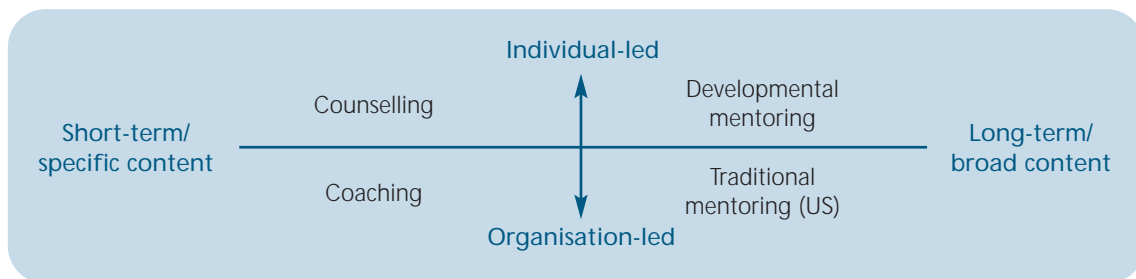 Individual-led
Counselling
Developmental
mentoring
Short-term/
specific content
Long-term/
broad content
Coaching
Traditional
mentoring (US)
Organisation-led